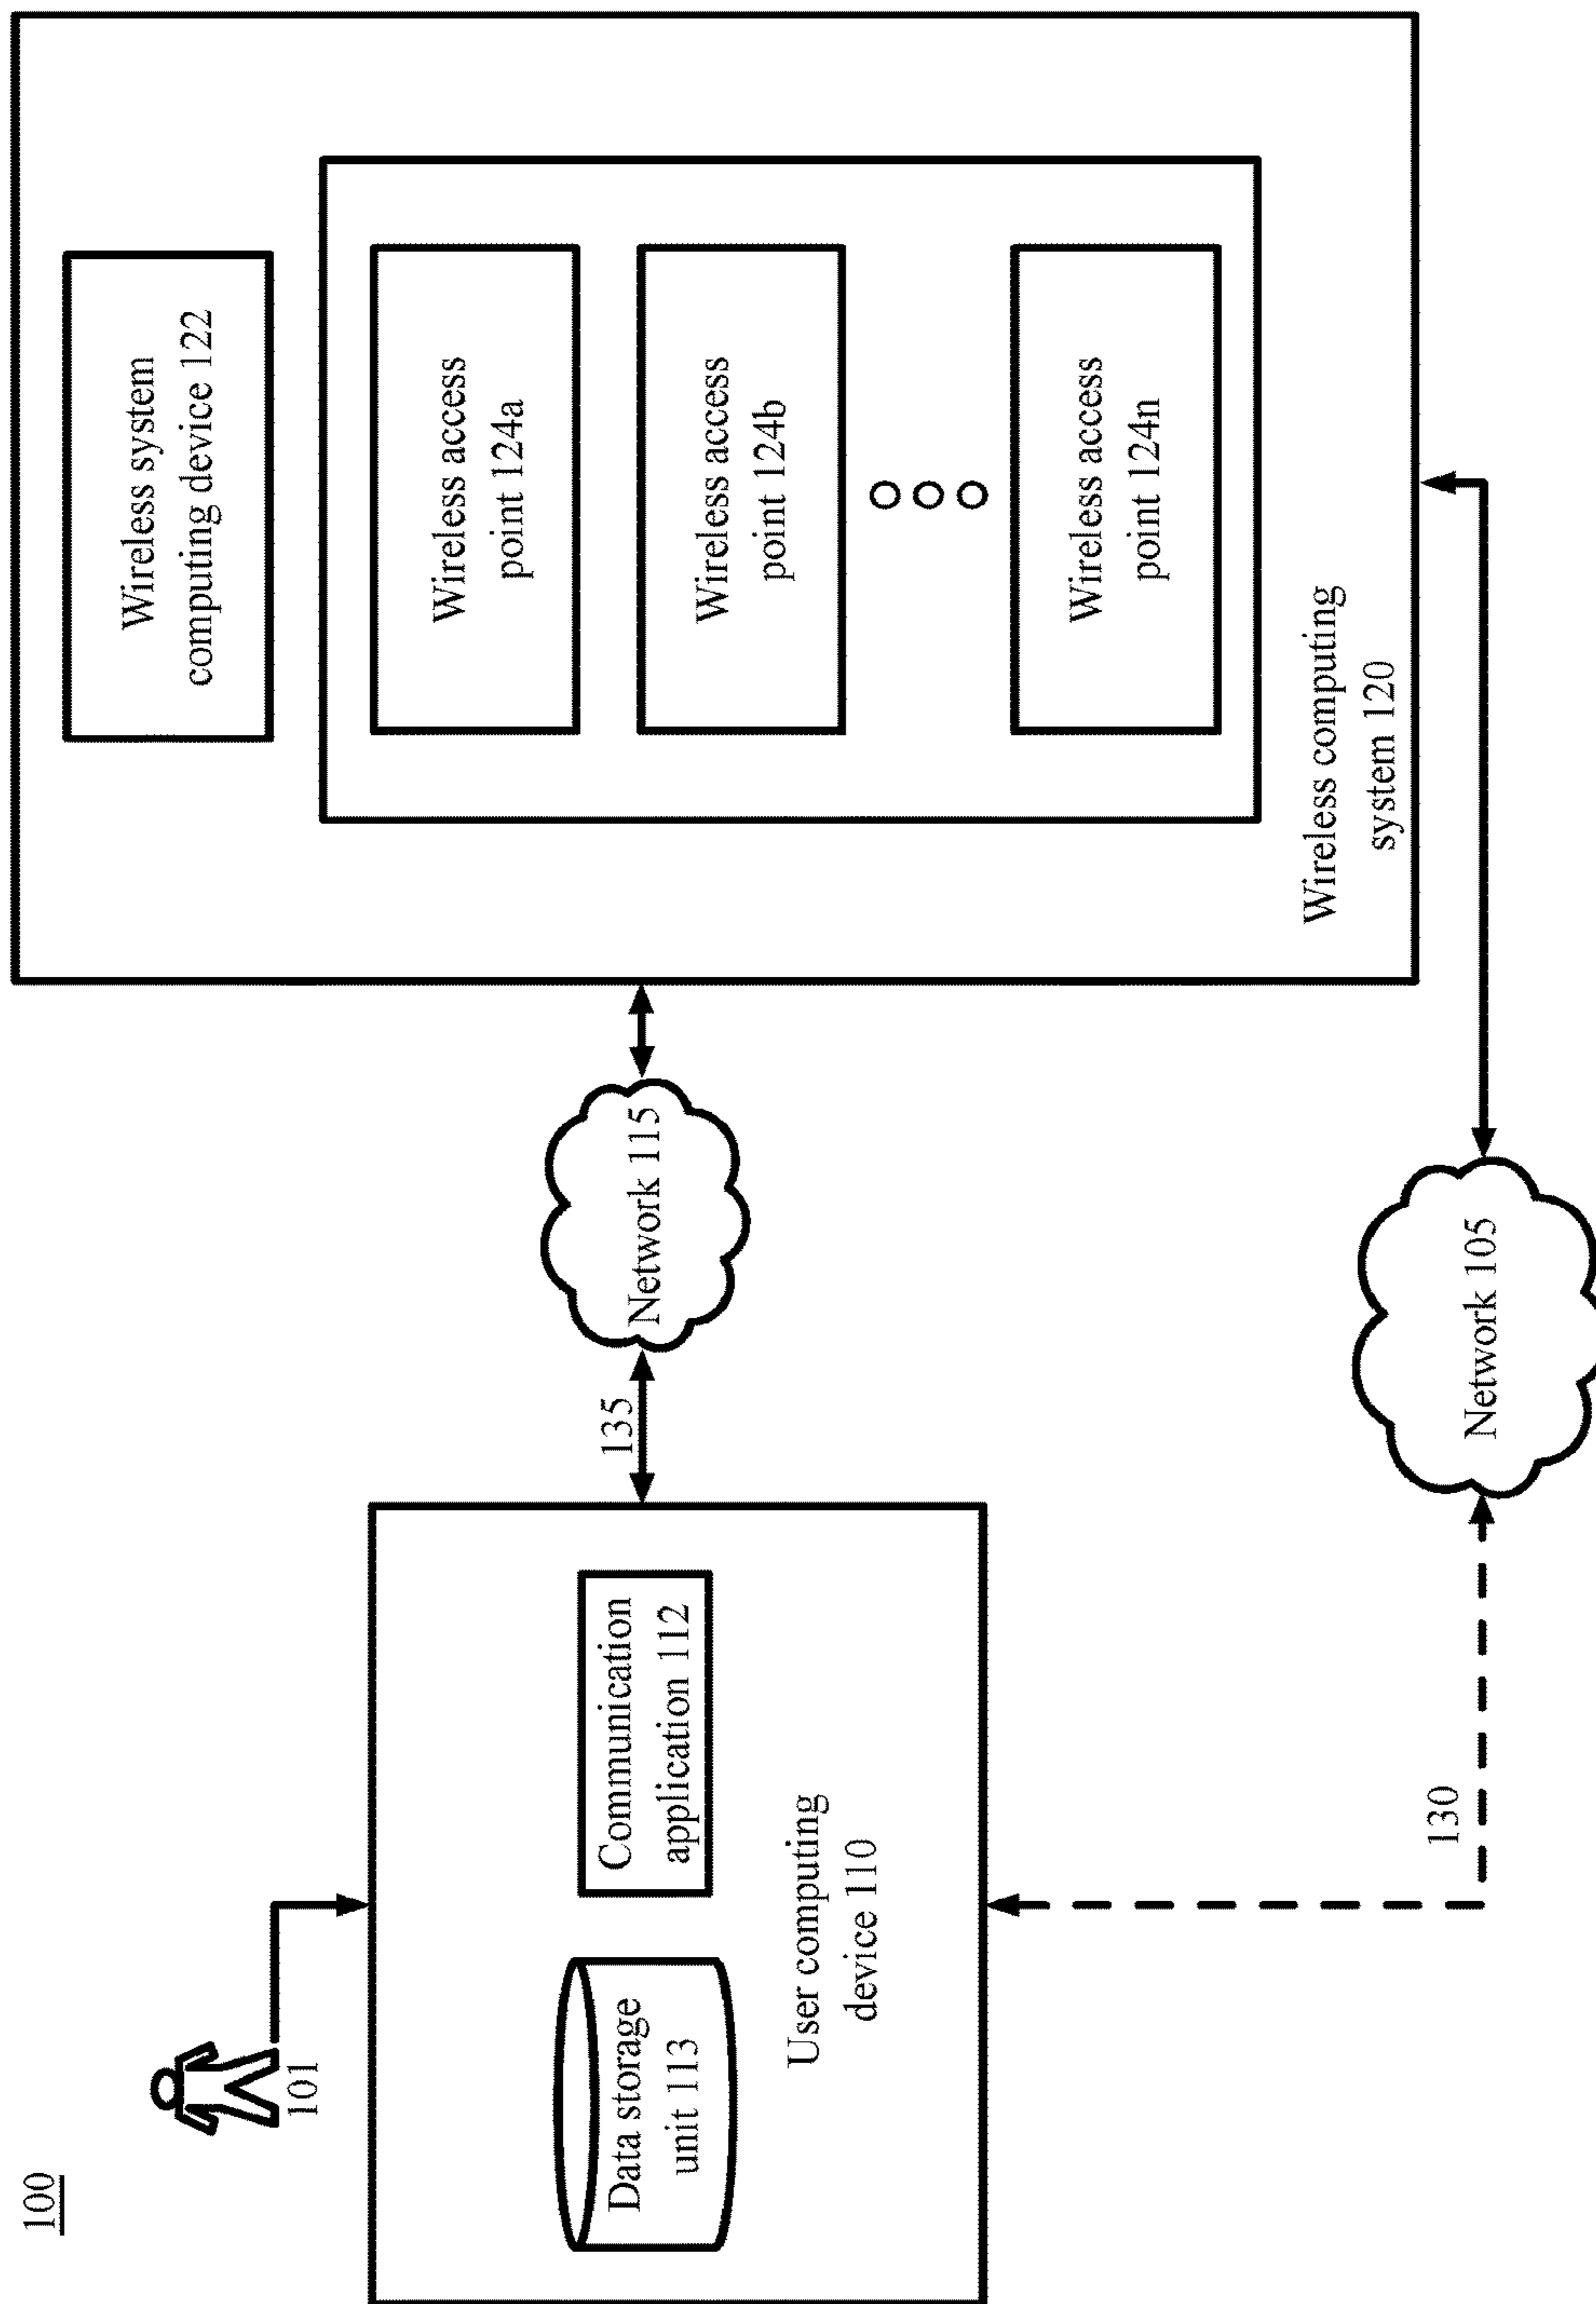 100
101
Data storage
unit 113
Communication
application 112
User computing
device 110
135
Network 115
130
Network 105
Wireless system
computing device 122
Wireless access
point 124a
Wireless access
point 124b
Wireless access
point 124n
Wireless computing
system 120